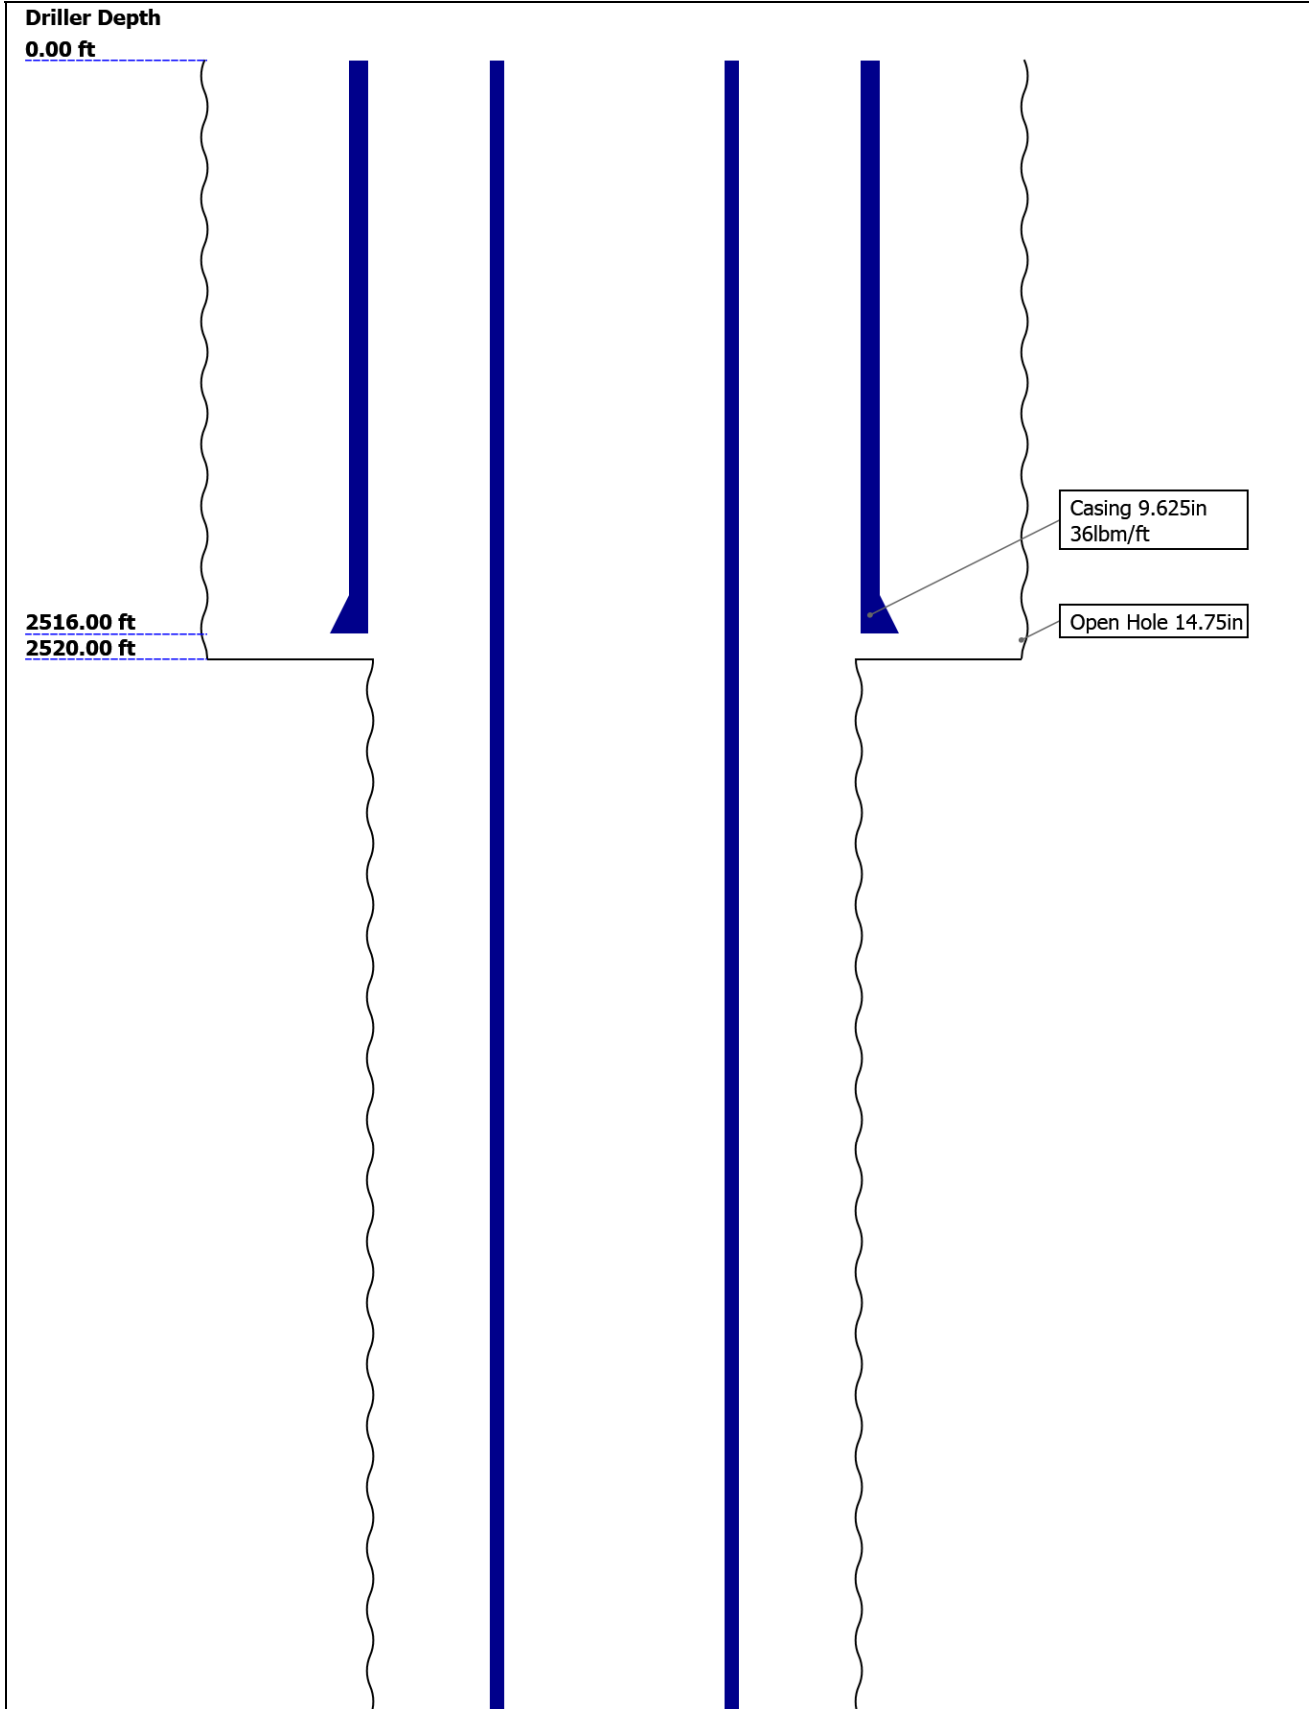 Driller Depth
0.00 ft
Casing 9.625in
36lbm/ft
Open Hole 14.75in
2516.00 ft
2520.00 ft